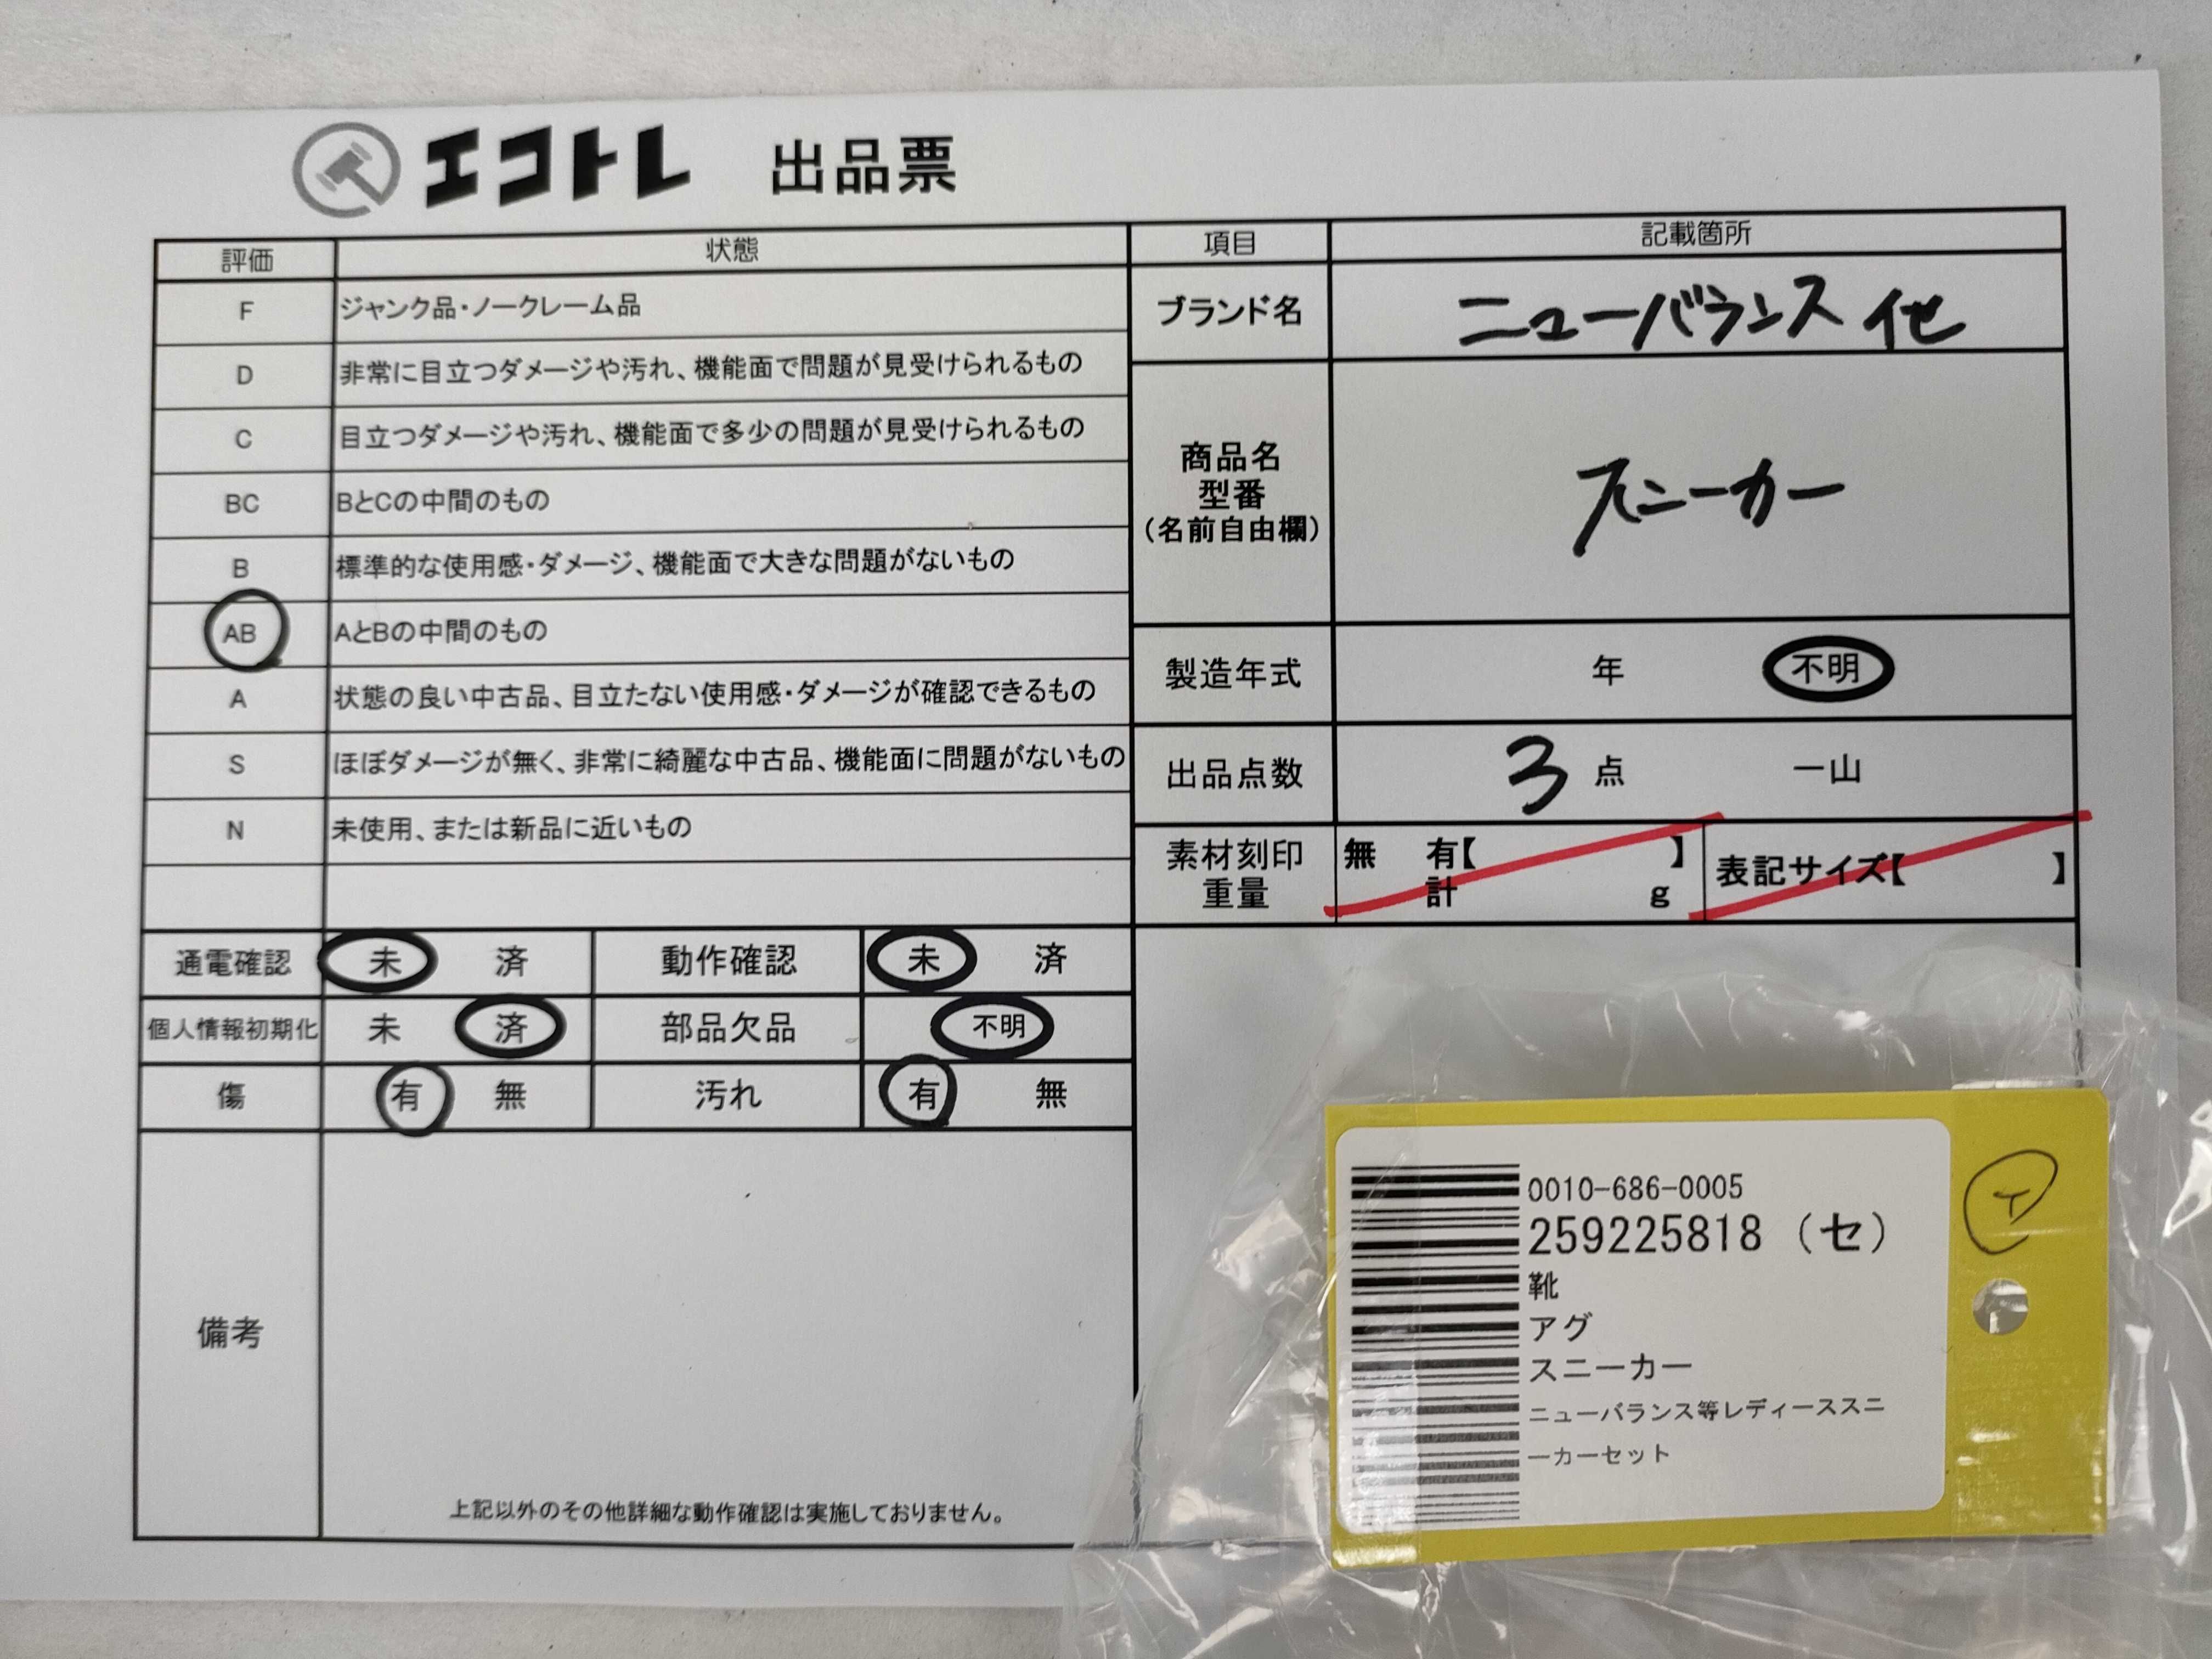 エコトレ 出品票
評価 状態
F ジャンク品・ノークレーム品
D 非常に目立つダメージや汚れ、機能面で問題が見受けられるもの
C 目立つダメージや汚れ、機能面で多少の問題が見受けられるもの
BC BとCの中間のもの
B 標準的な使用感・ダメージ、機能面で大きな問題がないもの
AB AとBの中間のもの
A 状態の良い中古品、目立たない使用感・ダメージが確認できるもの
S ほぼダメージが無く、非常に綺麗な中古品、機能面に問題がないもの
N 未使用、または新品に近いもの
通電確認 未 済 動作確認 未 済
個人情報初期化 未 済 部品欠品 不明
傷 有 無 汚れ 有 無
備考
上記以外のその他詳細な動作確認は実施しておりません。
項目 記載箇所
ブランド名 ニューバランス 他
商品名
型番
(名前自由欄)
スニーカー
製造年式 年 不明
出品点数 3 点 一山
素材刻印 無 有【 】
重量 計 g
表記サイズ【 】
0010-686-0005
259225818 (セ)
靴
アグ
スニーカー
ニューバランス等レディーススニ
ーカーセット